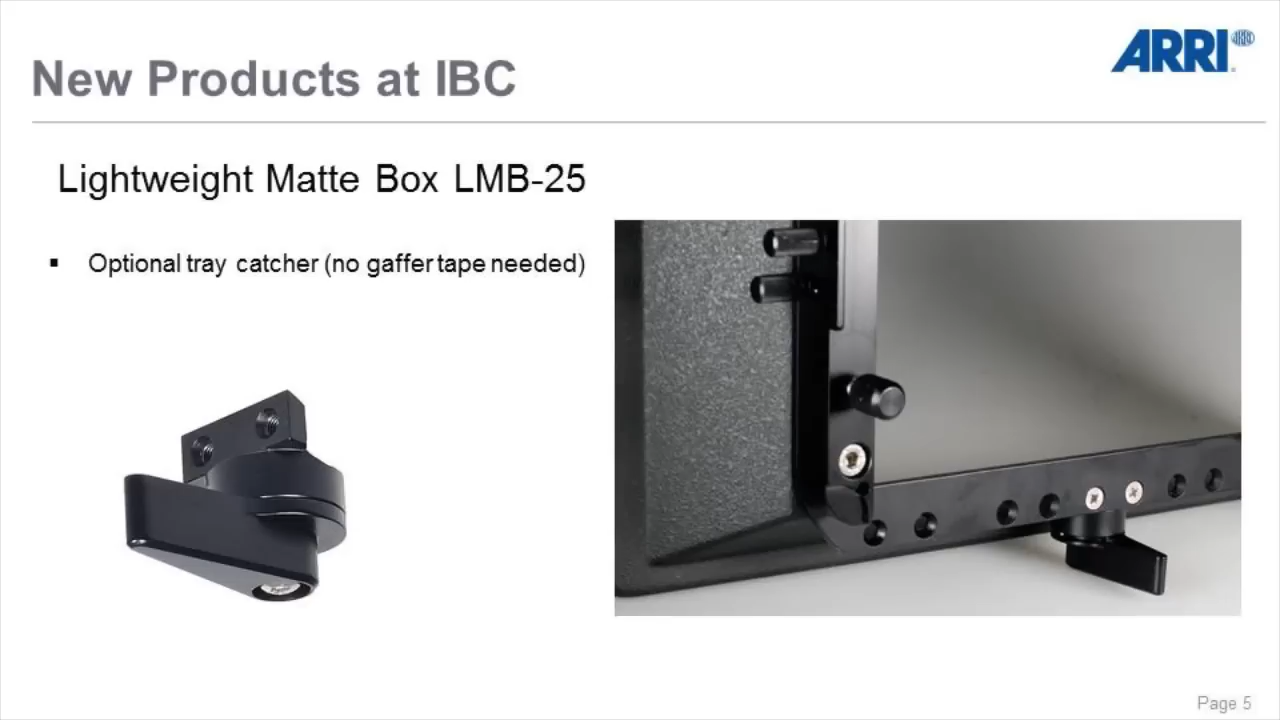 New Products at IBC
ARRI
Lightweight Matte Box LMB-25
▪ Optional tray catcher (no gaffer tape needed)
Page 5